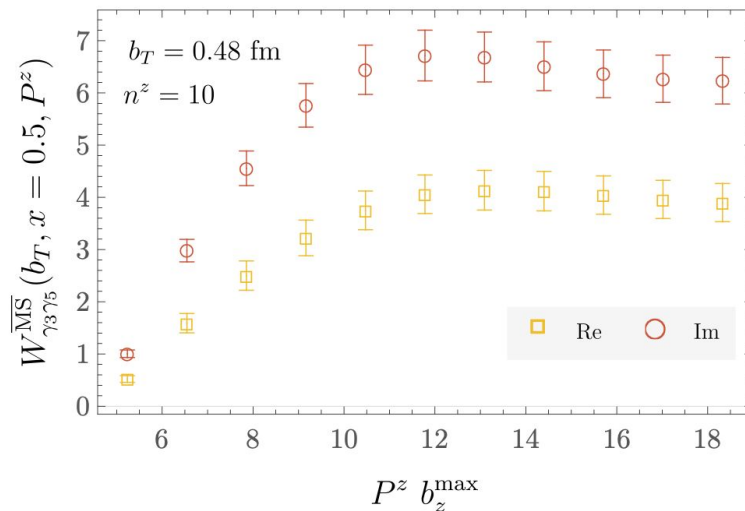 7
6
5
4
3
2
1
0
b_T = 0.48 fm
n^z = 10
W^{\overline{MS}}_{γ_3γ_5}(b_T, x = 0.5, P^z)
Re Im
6 8 10 12 14 16 18
P^z b_z^{max}